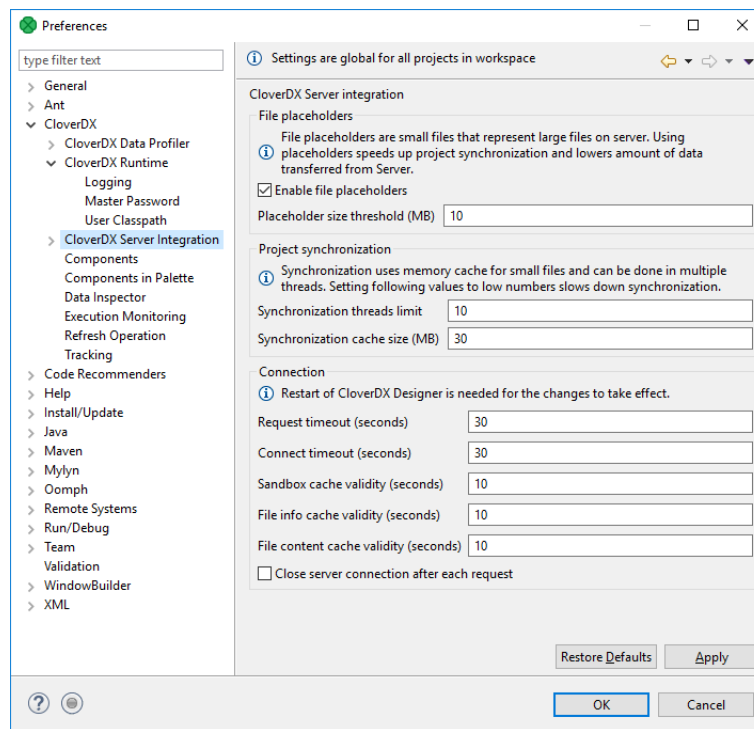 Preferences
type filter text
General
Ant
CloverDX
CloverDX Data Profiler
CloverDX Runtime
Logging
Master Password
User Classpath
CloverDX Server Integration
Components
Components in Palette
Data Inspector
Execution Monitoring
Refresh Operation
Tracking
Code Recommenders
Help
Install/Update
Java
Maven
Mylyn
Oomph
Remote Systems
Run/Debug
Team
Validation
WindowBuilder
XML
Settings are global for all projects in workspace
CloverDX Server integration
File placeholders
File placeholders are small files that represent large files on server. Using
placeholders speeds up project synchronization and lowers amount of data
transferred from Server.
Enable file placeholders
Placeholder size threshold (MB) 10
Project synchronization
Synchronization uses memory cache for small files and can be done in multiple
threads. Setting following values to low numbers slows down synchronization.
Synchronization threads limit 10
Synchronization cache size (MB) 30
Connection
Restart of CloverDX Designer is needed for the changes to take effect.
Request timeout (seconds) 30
Connect timeout (seconds) 30
Sandbox cache validity (seconds) 10
File info cache validity (seconds) 10
File content cache validity (seconds) 10
Close server connection after each request
Restore Defaults Apply
? OK Cancel